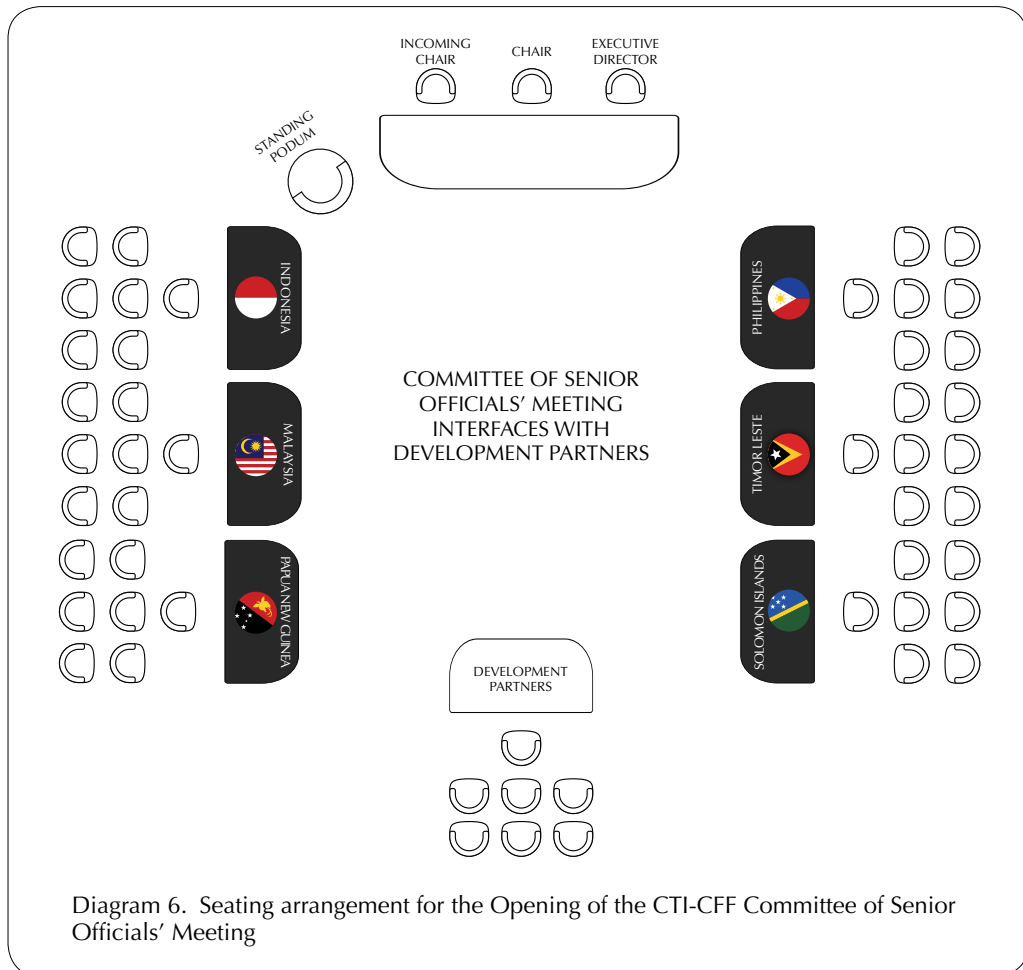 INCOMING
CHAIR
CHAIR
EXECUTIVE
DIRECTOR
STANDING
PODUM
INDONESIA
PHILIPPINES
COMMITTEE OF SENIOR
OFFICIALS’ MEETING
INTERFACES WITH
DEVELOPMENT PARTNERS
MALAYSIA
TIMOR LESTE
PAPUA NEW GUINEA
SOLOMON ISLANDS
DEVELOPMENT
PARTNERS
Diagram 6. Seating arrangement for the Opening of the CTI-CFF Committee of Senior
Officials’ Meeting